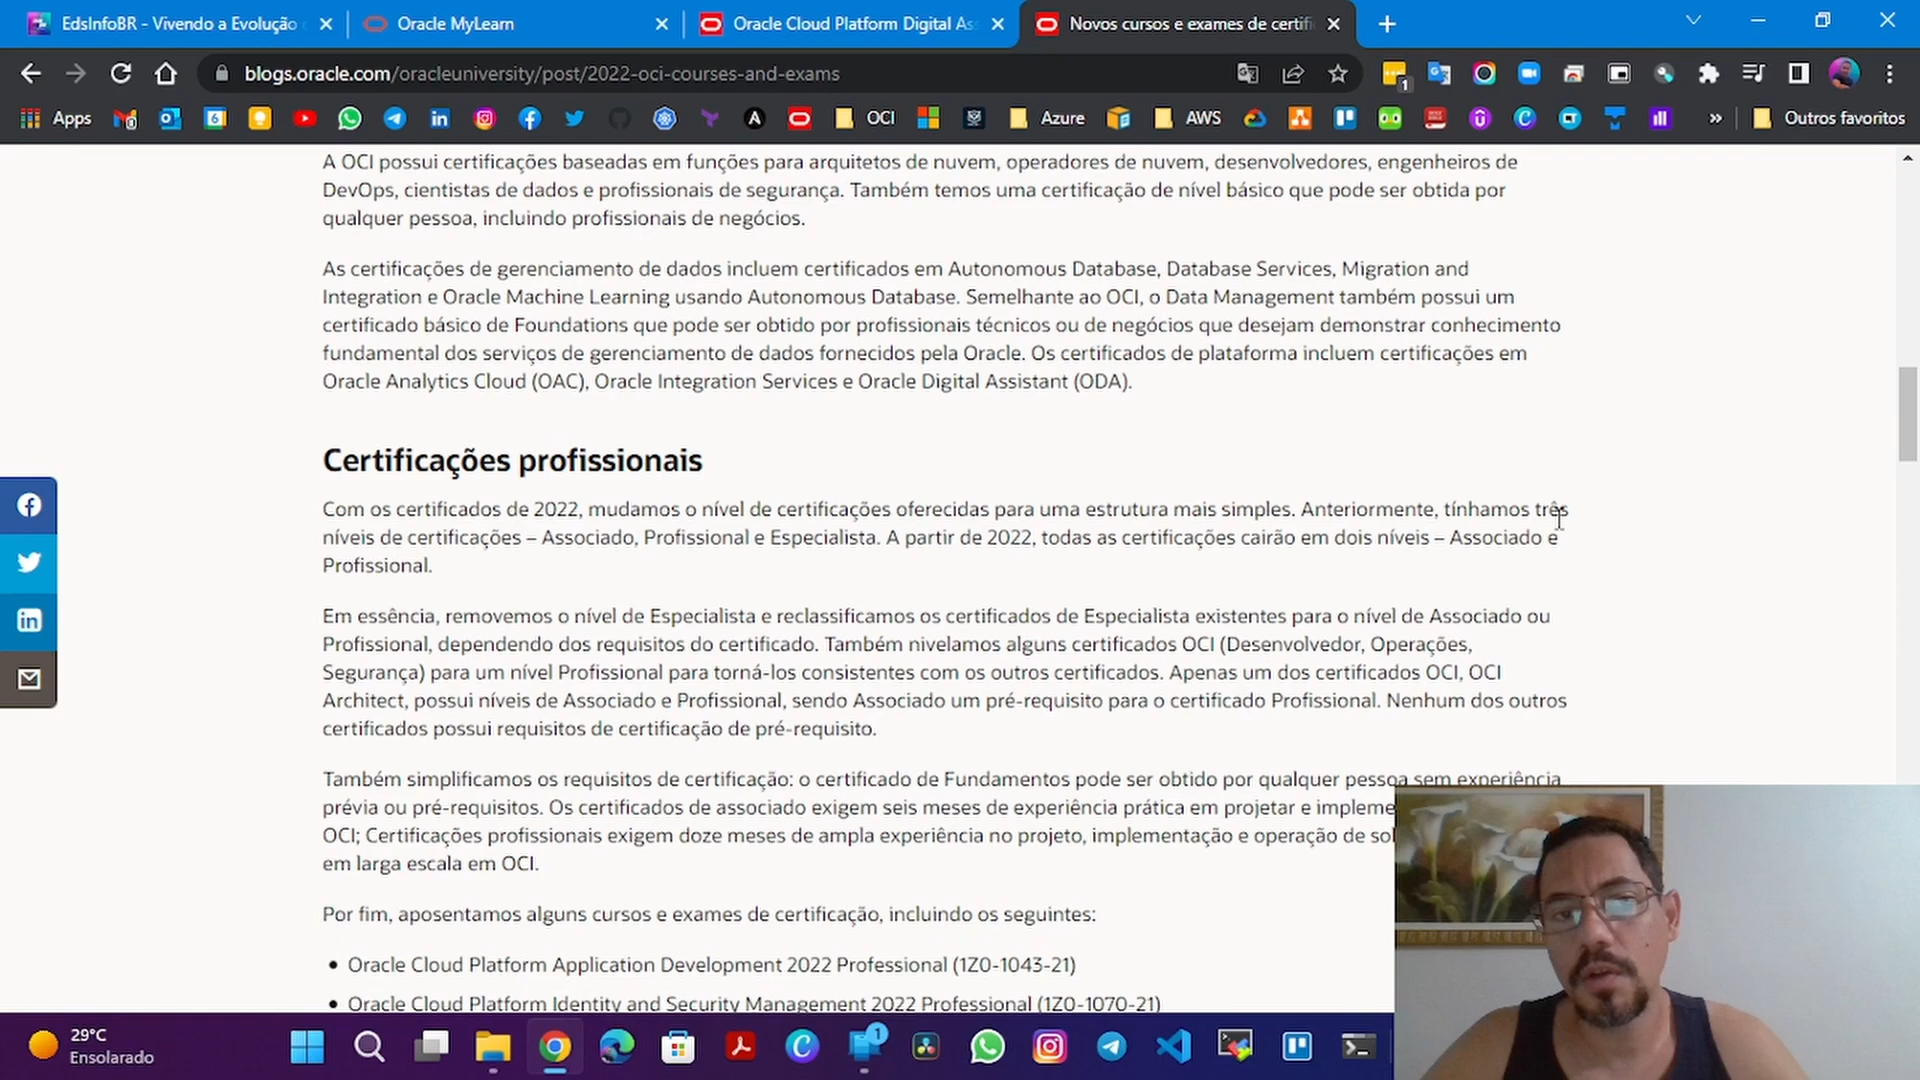 EdsInfoBR - Vivendo a Evolução
Oracle MyLearn
Oracle Cloud Platform Digital As
Novos cursos e exames de certifi
blogs.oracle.com/oracleuniversity/post/2022-oci-courses-and-exams
1
Apps
6
A
OCI
Azure
AWS
»
Outros favoritos
A OCI possui certificações baseadas em funções para arquitetos de nuvem, operadores de nuvem, desenvolvedores, engenheiros de
DevOps, cientistas de dados e profissionais de segurança. Também temos uma certificação de nível básico que pode ser obtida por
qualquer pessoa, incluindo profissionais de negócios.
As certificações de gerenciamento de dados incluem certificados em Autonomous Database, Database Services, Migration and
Integration e Oracle Machine Learning usando Autonomous Database. Semelhante ao OCI, o Data Management também possui um
certificado básico de Foundations que pode ser obtido por profissionais técnicos ou de negócios que desejam demonstrar conhecimento
fundamental dos serviços de gerenciamento de dados fornecidos pela Oracle. Os certificados de plataforma incluem certificações em
Oracle Analytics Cloud (OAC), Oracle Integration Services e Oracle Digital Assistant (ODA).
Certificações profissionais
Com os certificados de 2022, mudamos o nível de certificações oferecidas para uma estrutura mais simples. Anteriormente, tínhamos três
níveis de certificações – Associado, Profissional e Especialista. A partir de 2022, todas as certificações cairão em dois níveis – Associado e
Profissional.
Em essência, removemos o nível de Especialista e reclassificamos os certificados de Especialista existentes para o nível de Associado ou
Profissional, dependendo dos requisitos do certificado. Também nivelamos alguns certificados OCI (Desenvolvedor, Operações,
Segurança) para um nível Profissional para torná-los consistentes com os outros certificados. Apenas um dos certificados OCI, OCI
Architect, possui níveis de Associado e Profissional, sendo Associado um pré-requisito para o certificado Profissional. Nenhum dos outros
certificados possui requisitos de certificação de pré-requisito.
Também simplificamos os requisitos de certificação: o certificado de Fundamentos pode ser obtido por qualquer pessoa sem experiência
prévia ou pré-requisitos. Os certificados de associado exigem seis meses de experiência prática em projetar e impleme
OCI; Certificações profissionais exigem doze meses de ampla experiência no projeto, implementação e operação de sol
em larga escala em OCI.
Por fim, aposentamos alguns cursos e exames de certificação, incluindo os seguintes:
• Oracle Cloud Platform Application Development 2022 Professional (1Z0-1043-21)
• Oracle Cloud Platform Identity and Security Management 2022 Professional (1Z0-1070-21)
29°C
Ensolarado
1